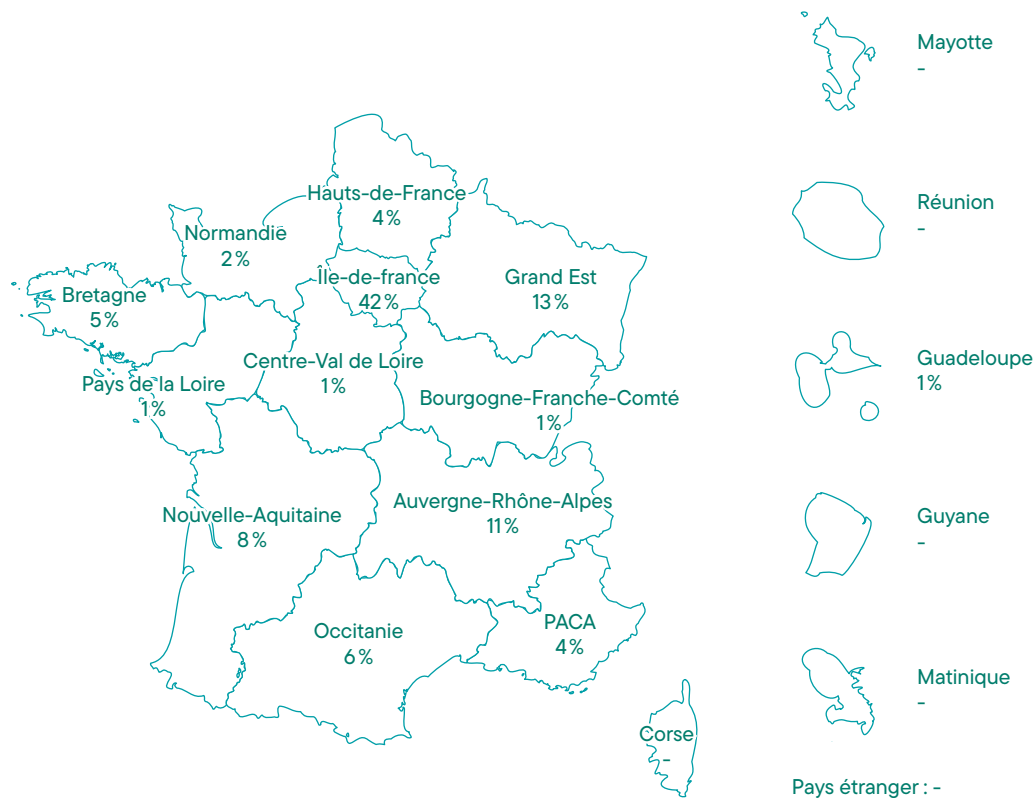 Mayotte
-
Hauts-de-France
4 %
Réunion
-
Normandie
2 %
Île-de-france
42 %
Grand Est
13 %
Bretagne
5 %
Centre-Val de Loire
1 %
Guadeloupe
1 %
Pays de la Loire
1 %
Bourgogne-Franche-Comté
1 %
Auvergne-Rhône-Alpes
11 %
Nouvelle-Aquitaine
8 %
Guyane
-
Occitanie
6 %
PACA
4 %
Matinique
-
Corse
-
Pays étranger : -